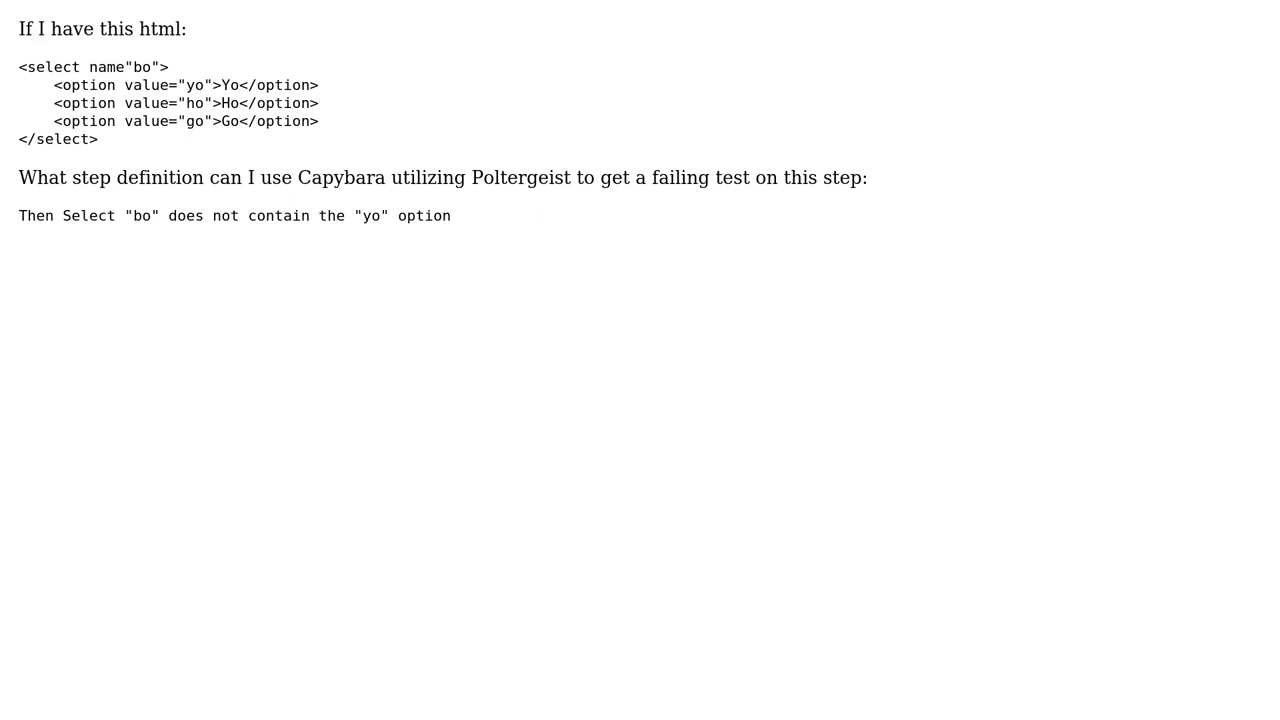 If I have this html:
<select name"bo">
    <option value="yo">Yo</option>
    <option value="ho">Ho</option>
    <option value="go">Go</option>
</select>
What step definition can I use Capybara utilizing Poltergeist to get a failing test on this step:
Then Select "bo" does not contain the "yo" option